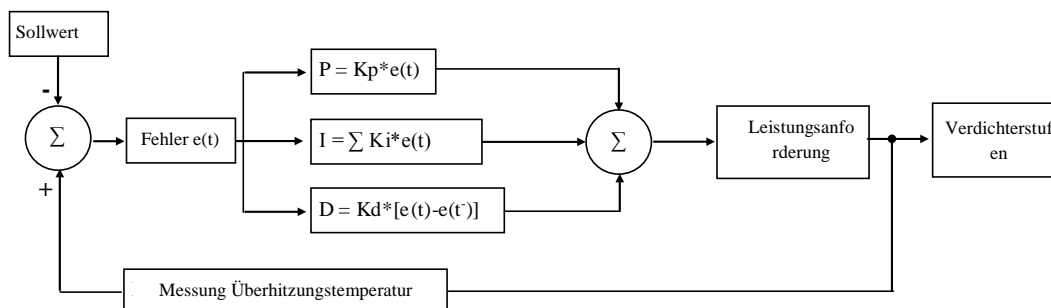 Sollwert
-
∑
+
Fehler e(t)
P = Kp*e(t)
I = ∑ Ki*e(t)
D = Kd*[e(t)-e(t⁻)]
∑
Leistungsanfo
rderung
Verdichterstuf
en
Messung Überhitzungstemperatur